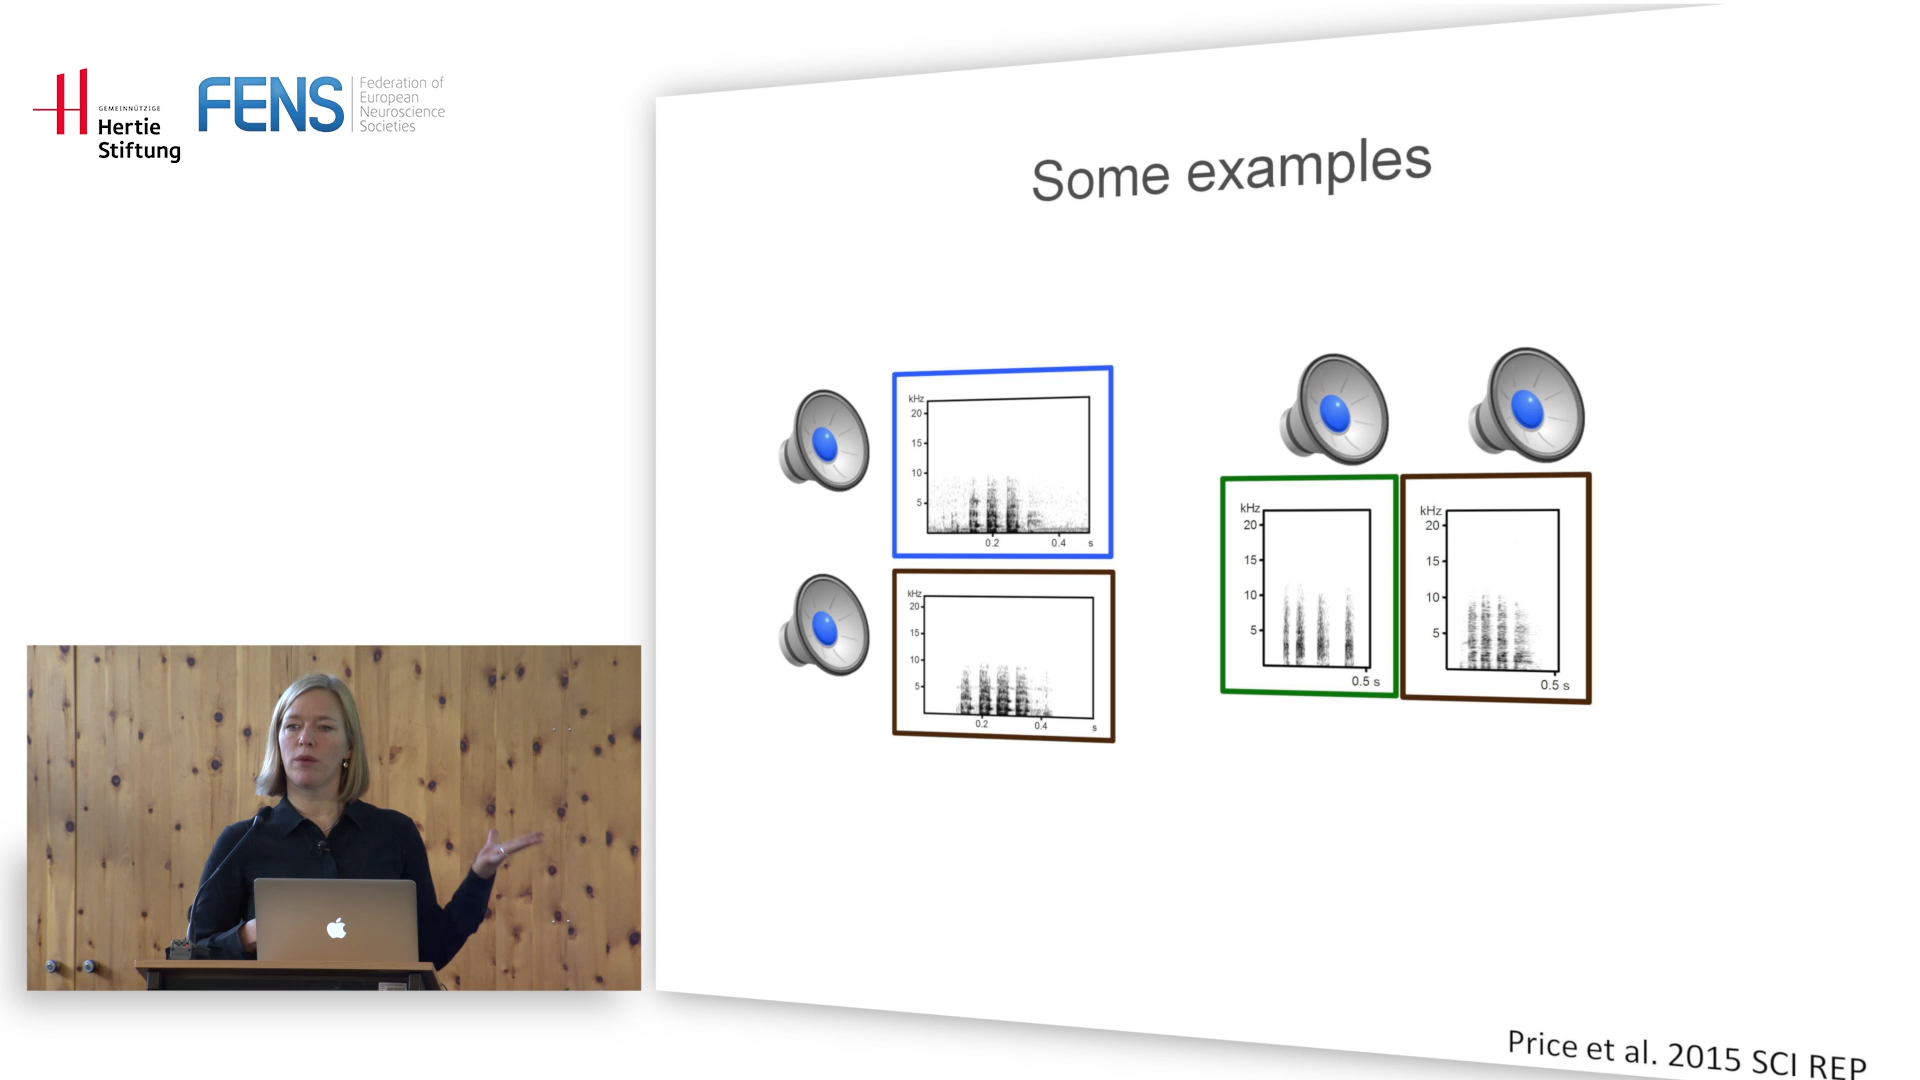 GEMEINNÜTZIGE
Hertie
Stiftung
FENS
Federation of
European
Neuroscience
Societies
Some examples
kHz
20
15
10
5
0.2 0.4 s
kHz
20
15
10
5
0.2 0.4 s
kHz
20
15
10
5
0.5 s
kHz
20
15
10
5
0.5 s
Price et al. 2015 SCI REP